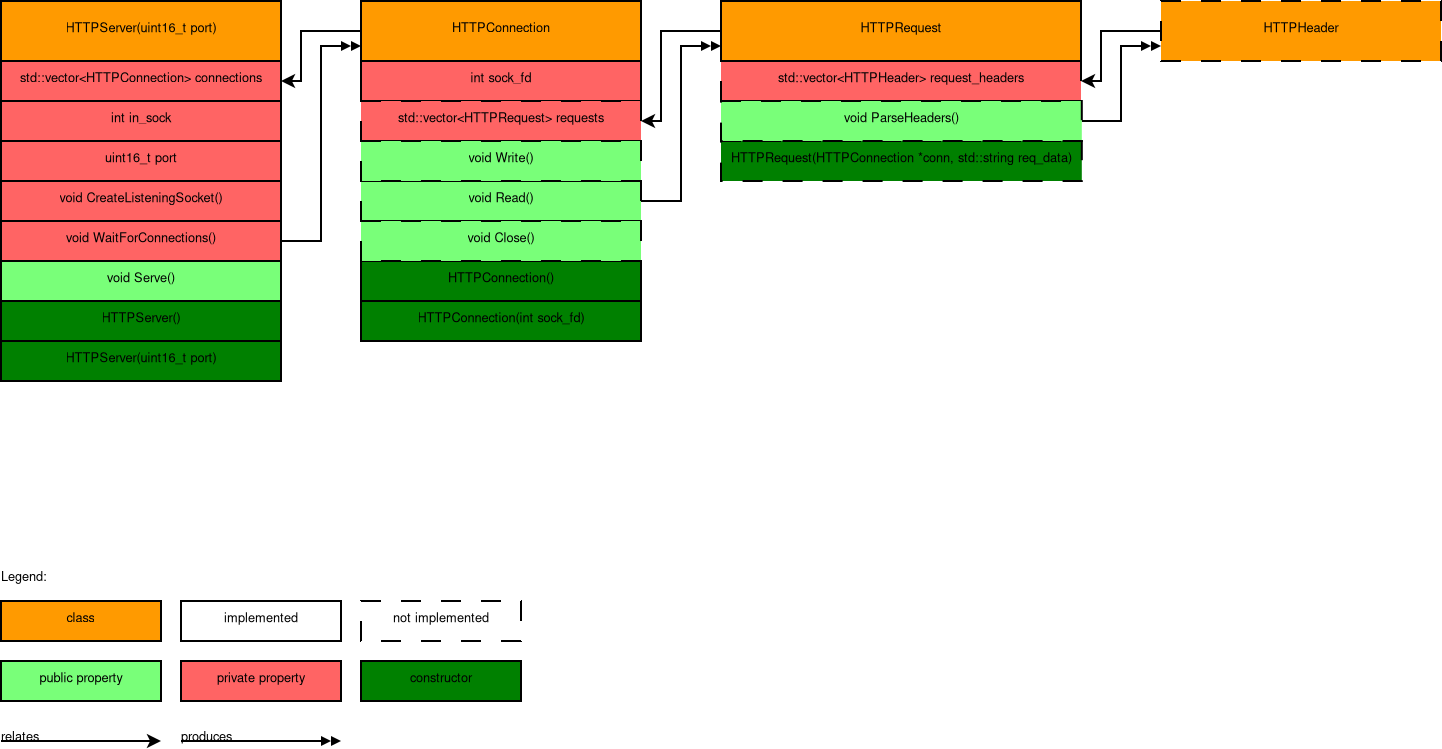 HTTPServer(uint16_t port)
std::vector<HTTPConnection> connections
int in_sock
uint16_t port
void CreateListeningSocket()
void WaitForConnections()
void Serve()
HTTPServer()
HTTPServer(uint16_t port)
HTTPConnection
int sock_fd
std::vector<HTTPRequest> requests
void Write()
void Read()
void Close()
HTTPConnection()
HTTPConnection(int sock_fd)
HTTPRequest
std::vector<HTTPHeader> request_headers
void ParseHeaders()
HTTPRequest(HTTPConnection *conn, std::string req_data)
HTTPHeader
Legend:
class
implemented
not implemented
public property
private property
constructor
relates
produces